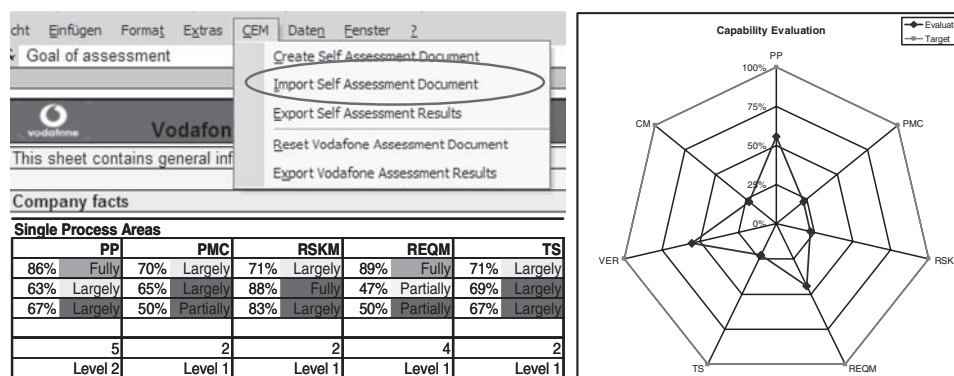 cht Einfügen Format Extras CEM Daten Fenster ?
Goal of assessment
Create Self Assessment Document
Import Self Assessment Document
Export Self Assessment Results
Reset Vodafone Assessment Document
Export Vodafone Assessment Results
vodafone
Vodafon
This sheet contains general inf
Company facts
Single Process Areas
PP PMC RSKM REQM TS
86% Fully 70% Largely 71% Largely 89% Fully 71% Largely
63% Largely 65% Largely 88% Fully 47% Partially 69% Largely
67% Largely 50% Partially 83% Largely 50% Partially 67% Largely
5 2 2 4 2
Level 2 Level 1 Level 1 Level 1 Level 1
Capability Evaluation
Evaluat
Target
PP
100%
75%
50%
25%
0%
CM
PMC
VER
RSK
TS
REQM